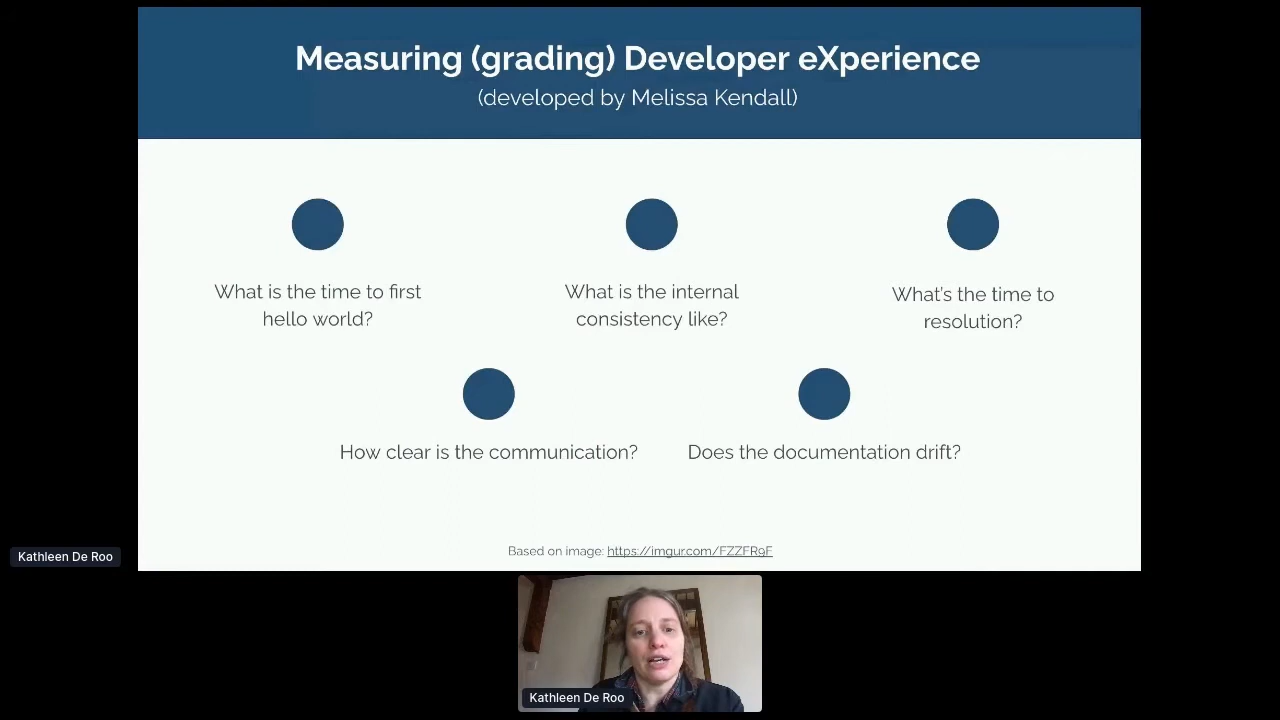 Measuring (grading) Developer eXperience
(developed by Melissa Kendall)
What is the time to first
hello world?
What is the internal
consistency like?
What's the time to
resolution?
How clear is the communication?
Does the documentation drift?
Based on image: https://imgur.com/FZZFR9F
Kathleen De Roo
Kathleen De Roo